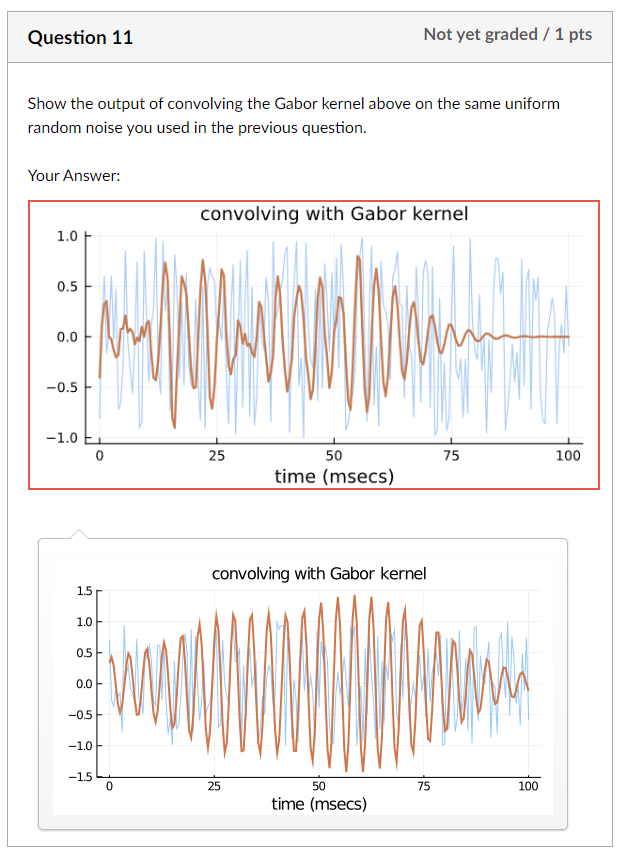 Question 11
Not yet graded / 1 pts
Show the output of convolving the Gabor kernel above on the same uniform
random noise you used in the previous question.
Your Answer:
convolving with Gabor kernel
1.0
0.5
0.0
−0.5
−1.0
0 25 50 75 100
time (msecs)
convolving with Gabor kernel
1.5
1.0
0.5
0.0
−0.5
−1.0
−1.5
0 25 50 75 100
time (msecs)